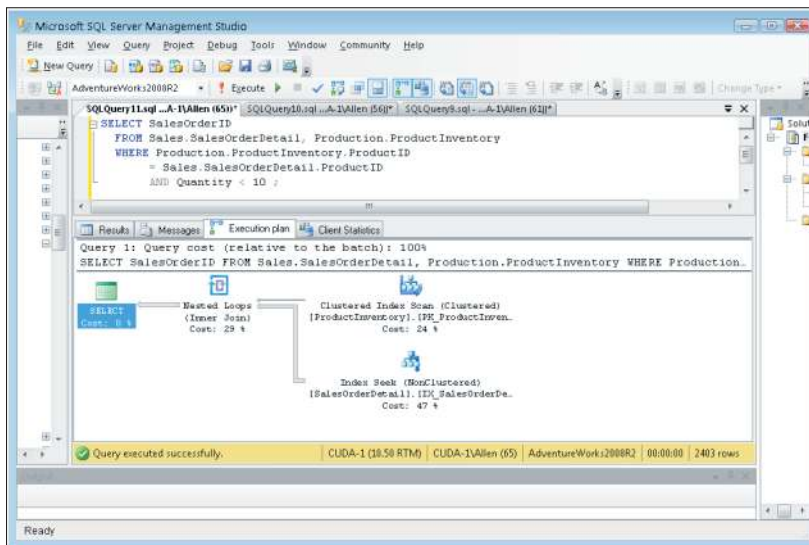 Microsoft SQL Server Management Studio
File Edit View Query Project Debug Tools Window Community Help
New Query
AdventureWorks2008R2 Execute Change Type
SQLQuery11.sql ...A-1\Allen (65))* SQLQuery10.sql ...A-1\Allen (56))* SQLQuery9.sql - ...A-1\Allen (61))*
SELECT SalesOrderID
FROM Sales.SalesOrderDetail, Production.ProductInventory
WHERE Production.ProductInventory.ProductID
= Sales.SalesOrderDetail.ProductID
AND Quantity < 10 ;
Solut
Results Messages Execution plan Client Statistics
Query 1: Query cost (relative to the batch): 100%
SELECT SalesOrderID FROM Sales.SalesOrderDetail, Production.ProductInventory WHERE Production…
SELECT
Cost: 0 %
Nested Loops
(Inner Join)
Cost: 29 %
Clustered Index Scan (Clustered)
[ProductInventory].[PK_ProductInven…
Cost: 24 %
Index Seek (NonClustered)
[SalesOrderDetail].[IX_SalesOrderDe…
Cost: 47 %
Query executed successfully. CUDA-1 (10.50 RTM) CUDA-1\Allen (65) AdventureWorks2008R2 00:00:00 2403 rows
Output
Ready